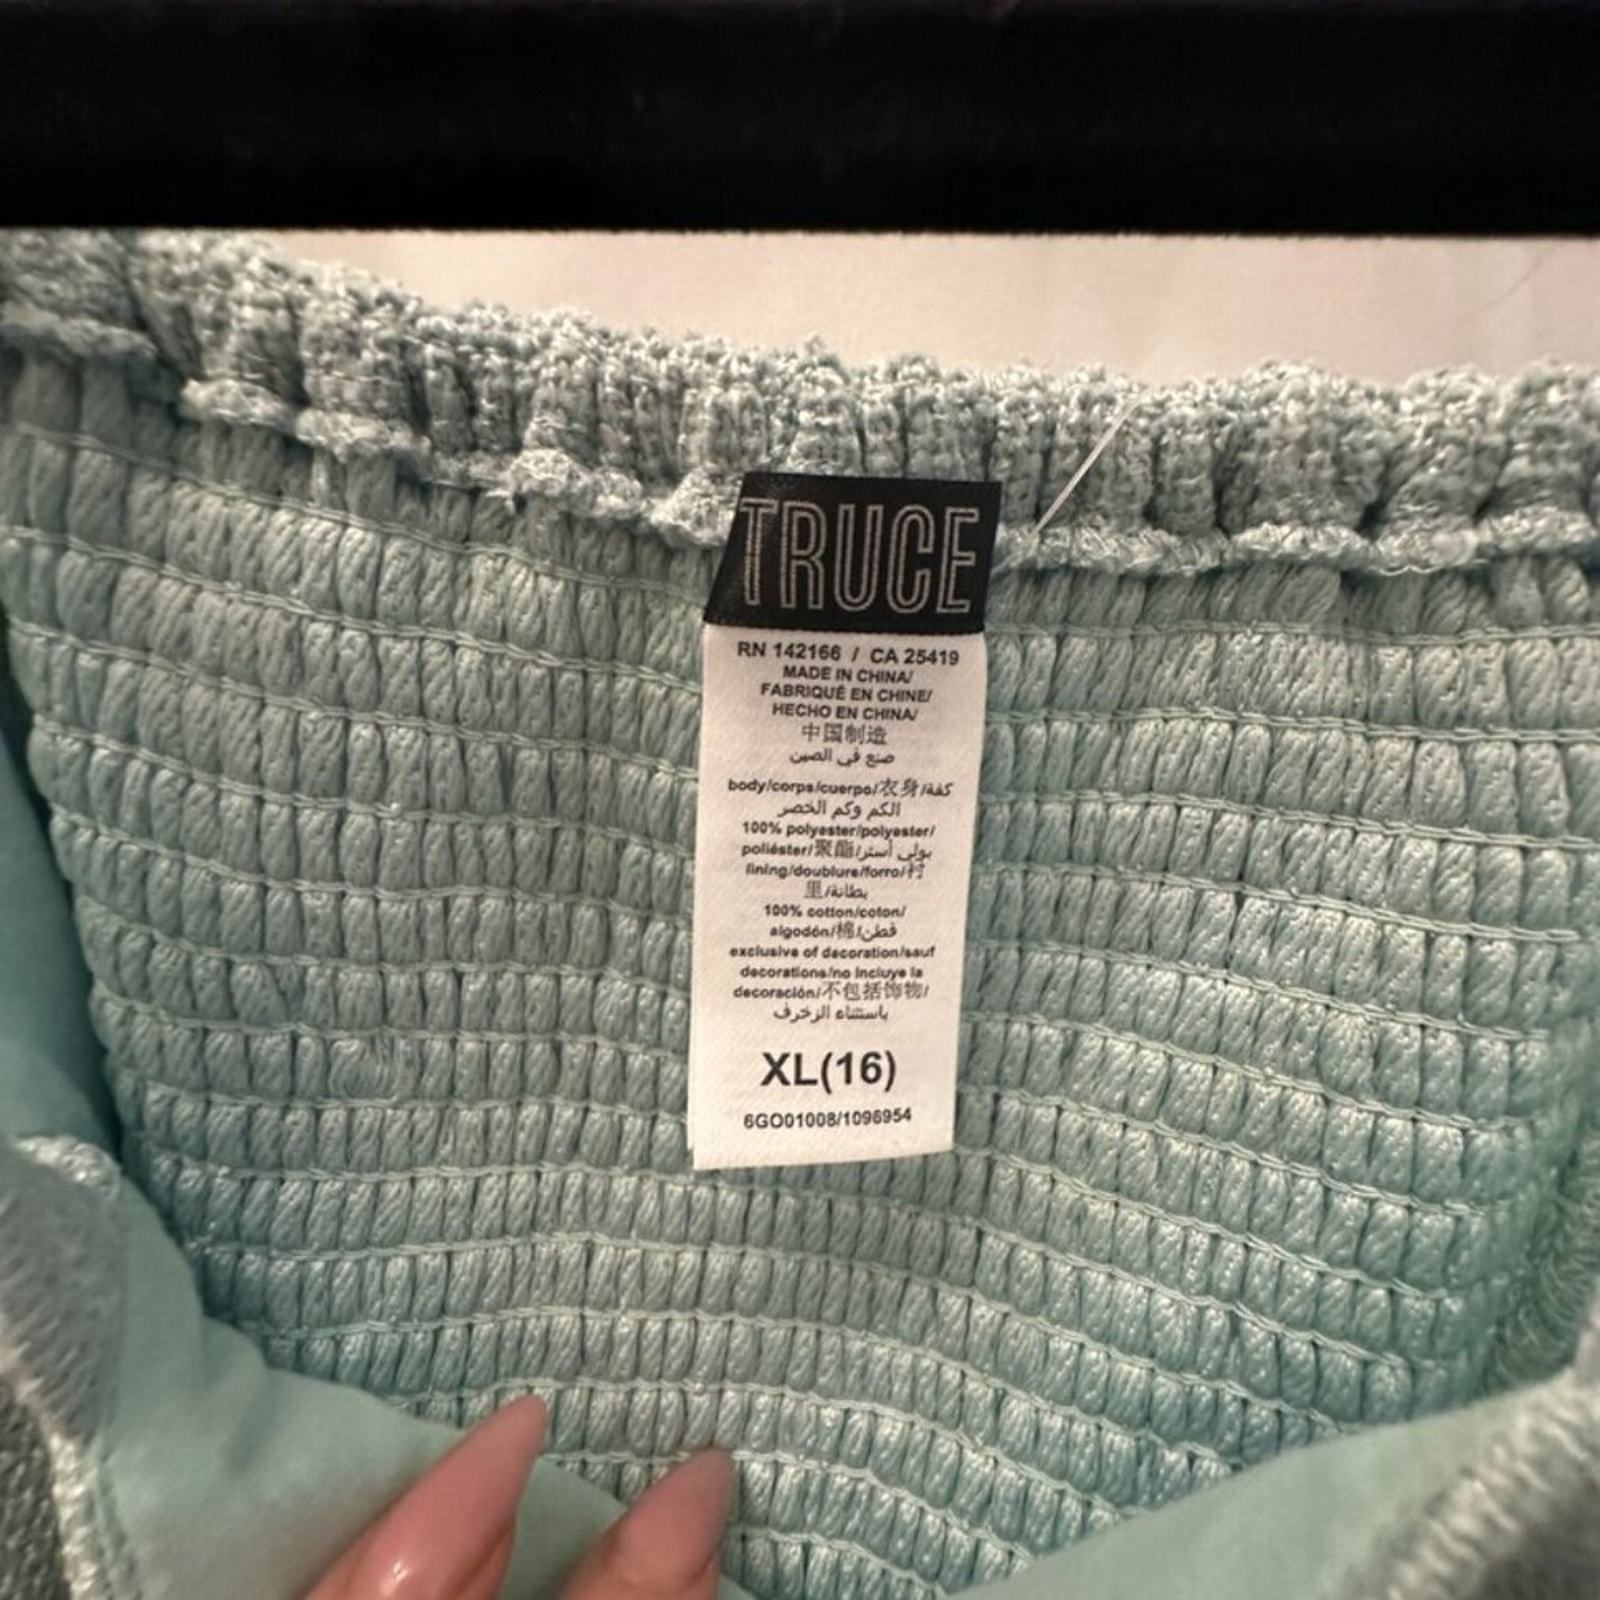 TRUCE
RN 142166 / CA 25419
MADE IN CHINA/
FABRIQUÉ EN CHINE/
HECHO EN CHINA/
中国制造
صنع في الصين
body/corps/cuerpo/衣身/كفة/
الكم وكم الخصر
100% polyester/polyester/
poliéster/聚酯/بولي أستر
lining/doublure/forro/衬
里/بطانة
100% cotton/coton/
algodón/棉/قطن
exclusive of decoration/sauf
decorations/no incluye la
decoración/不包括饰物/
باستثناء الزخرف
XL(16)
6GO01008/1096954